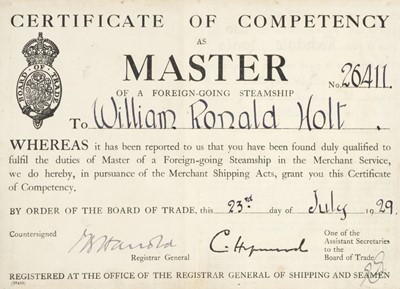 CERTIFICATE OF COMPETENCY
AS
MASTER
No. 26411.
OF A FOREIGN-GOING STEAMSHIP
BOARD OF TRADE
To William Ronald Holt.
WHEREAS it has been reported to us that you have been found duly qualified to
fulfil the duties of Master of a Foreign-going Steamship in the Merchant Service,
we do hereby, in pursuance of the Merchant Shipping Acts, grant you this Certificate
of Competency.
BY ORDER OF THE BOARD OF TRADE, this 23rd day of July 1929.
Countersigned
Registrar General
One of the
Assistant Secretaries
to the
Board of Trade
REGISTERED AT THE OFFICE OF THE REGISTRAR GENERAL OF SHIPPING AND SEAMEN